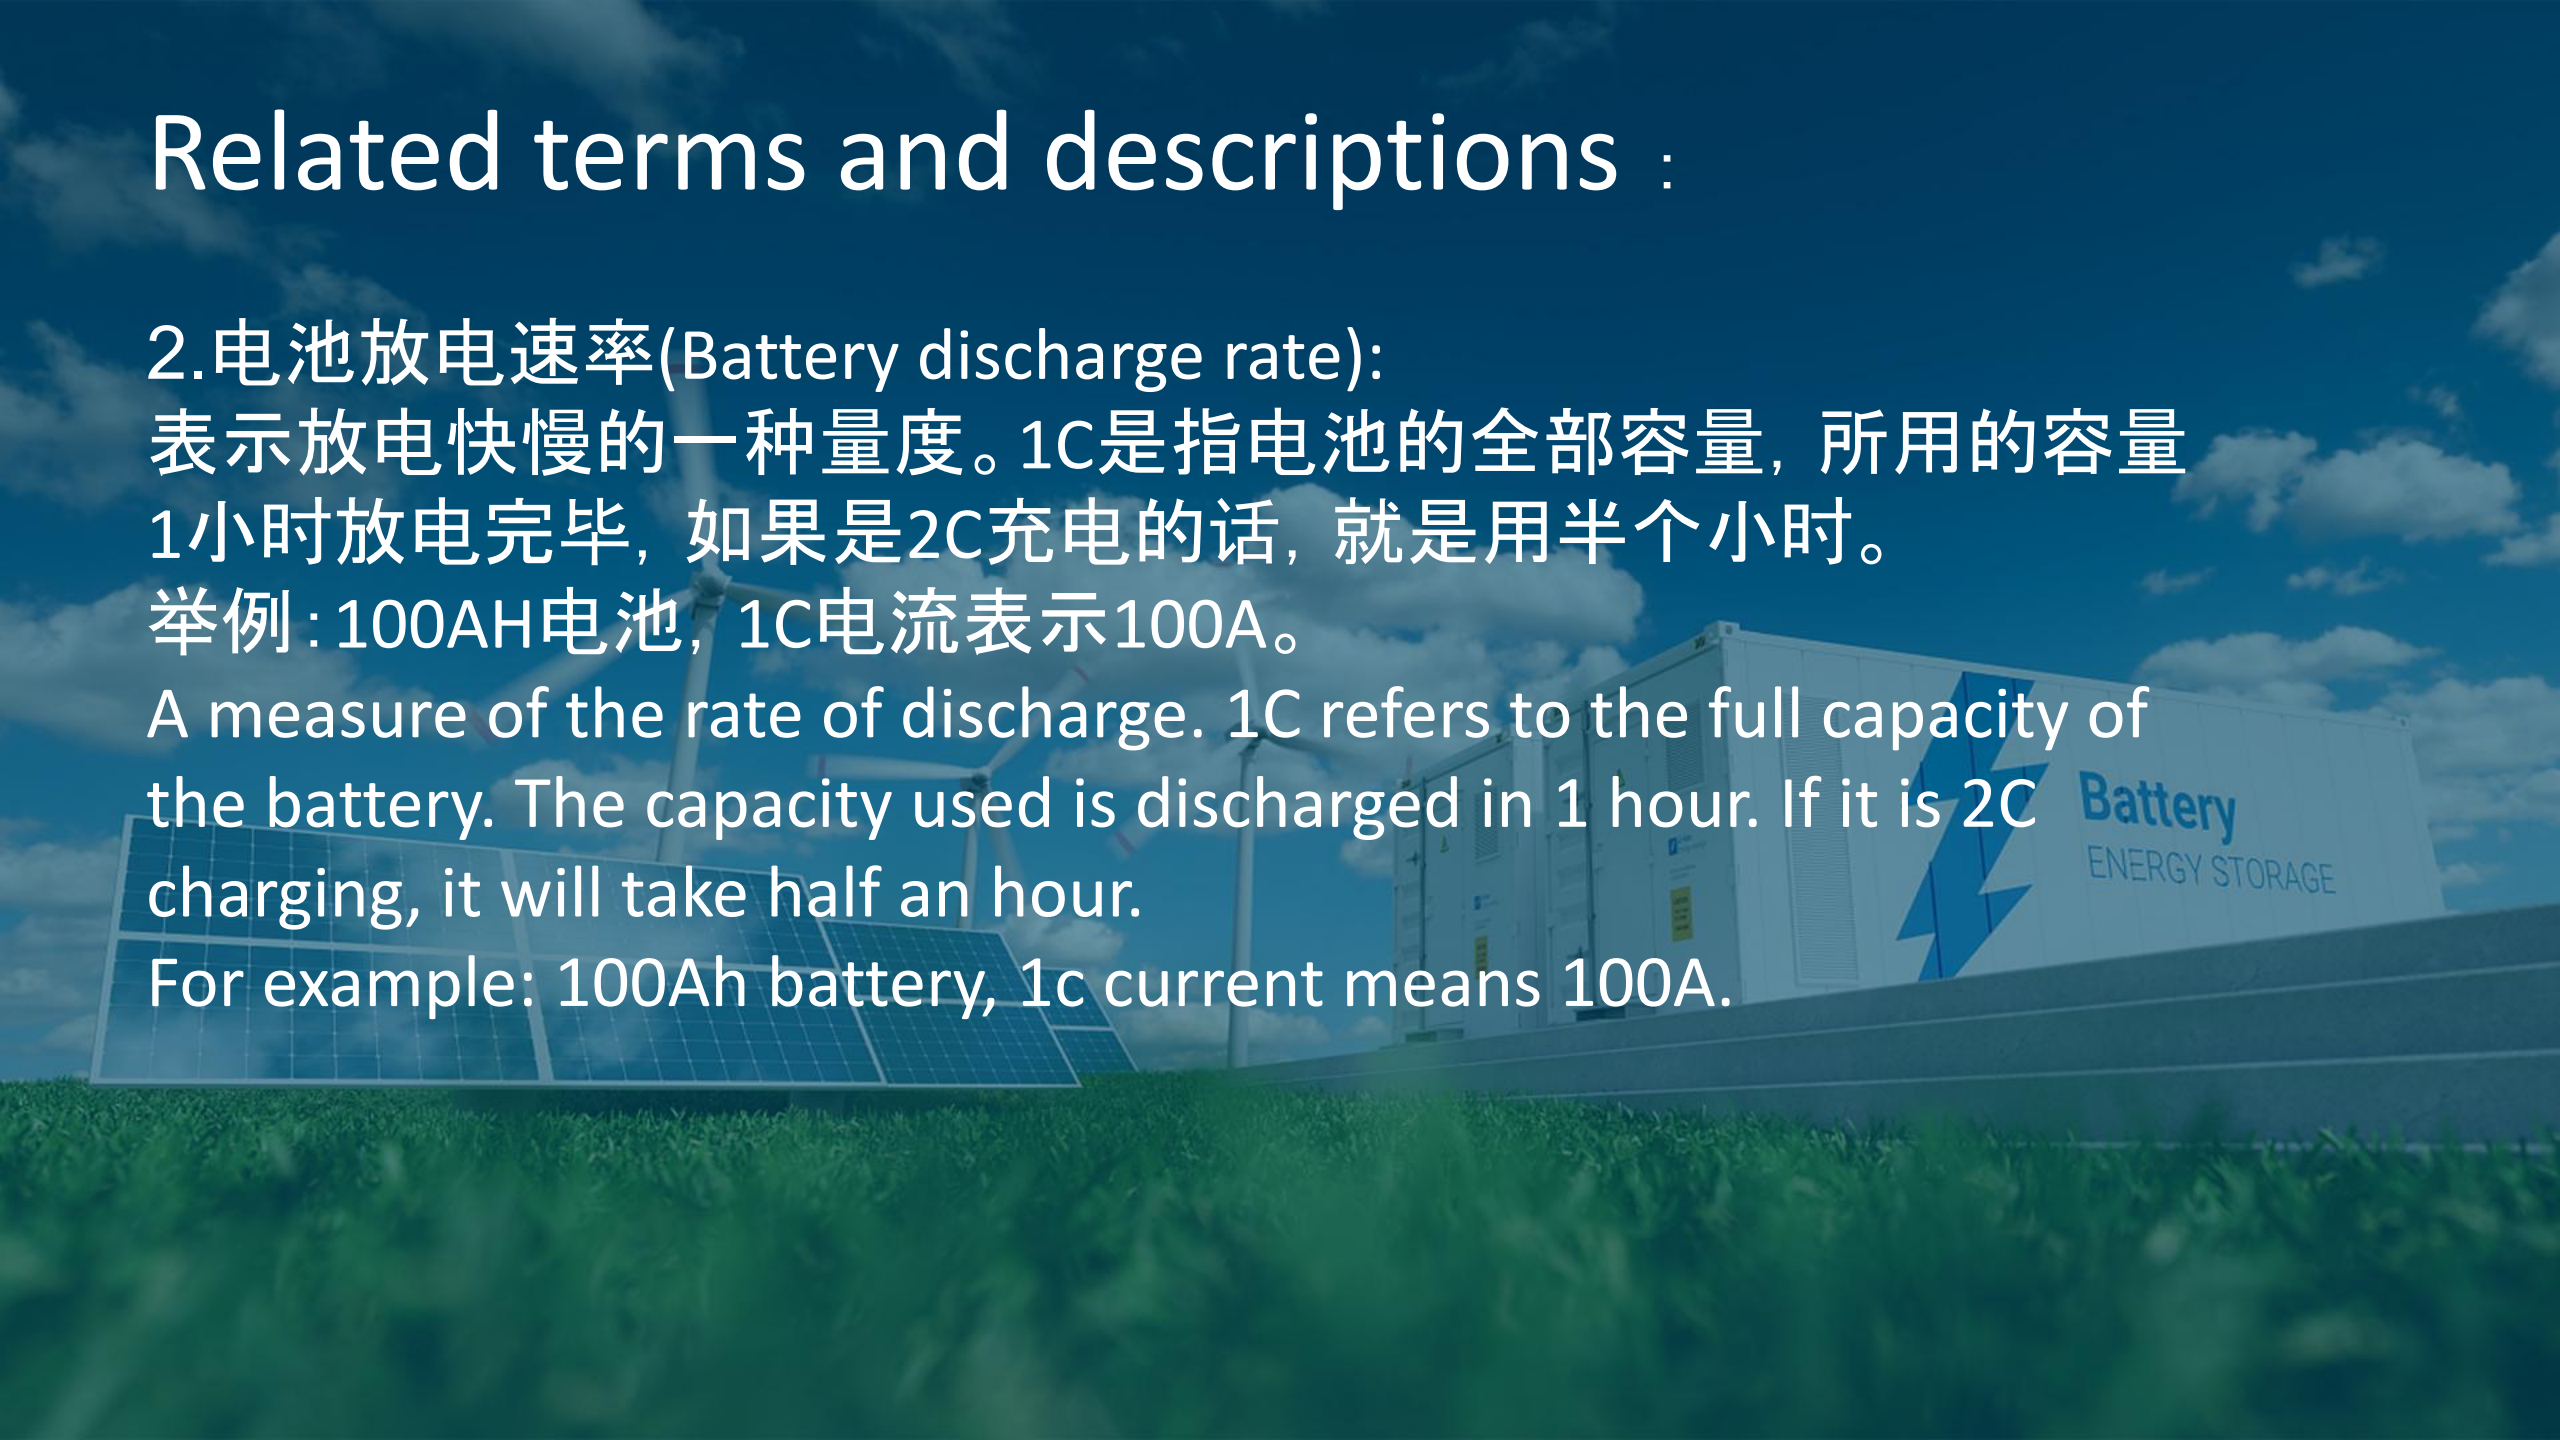 Related terms and descriptions：
2.电池放电速率(Battery discharge rate):
表示放电快慢的一种量度。1C是指电池的全部容量，所用的容量
1小时放电完毕，如果是2C充电的话，就是用半个小时。
举例：100AH电池，1C电流表示100A。
A measure of the rate of discharge. 1C refers to the full capacity of
the battery. The capacity used is discharged in 1 hour. If it is 2C
charging, it will take half an hour.
For example: 100Ah battery, 1c current means 100A.
Battery
ENERGY STORAGE